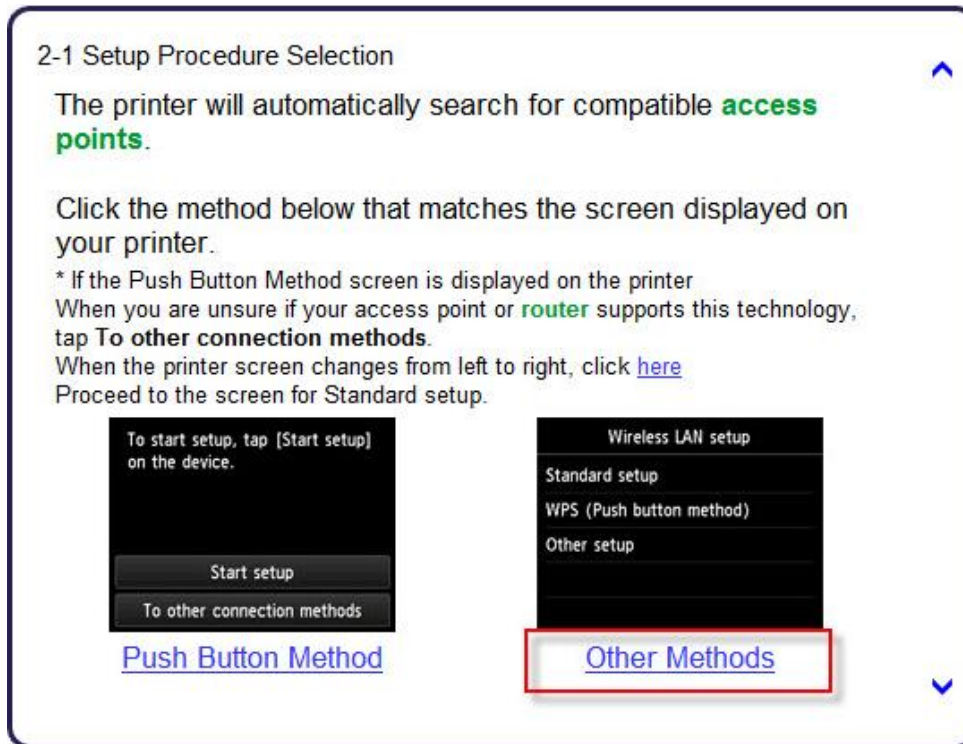 2-1 Setup Procedure Selection
The printer will automatically search for compatible access
points.
Click the method below that matches the screen displayed on
your printer.
* If the Push Button Method screen is displayed on the printer
When you are unsure if your access point or router supports this technology,
tap To other connection methods.
When the printer screen changes from left to right, click here
Proceed to the screen for Standard setup.
To start setup, tap [Start setup]
on the device.
Start setup
To other connection methods
Push Button Method
Wireless LAN setup
Standard setup
WPS (Push button method)
Other setup
Other Methods